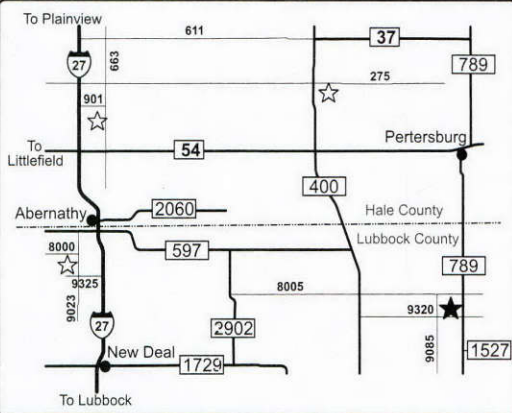 To Plainview
611
37
663
27
789
275
901
Pertersburg
To
Littlefield
54
400
2060
Abernathy
Hale County
Lubbock County
597
8000
9325
789
8005
9023
9320
27
2902
9085
1527
New Deal
1729
To Lubbock